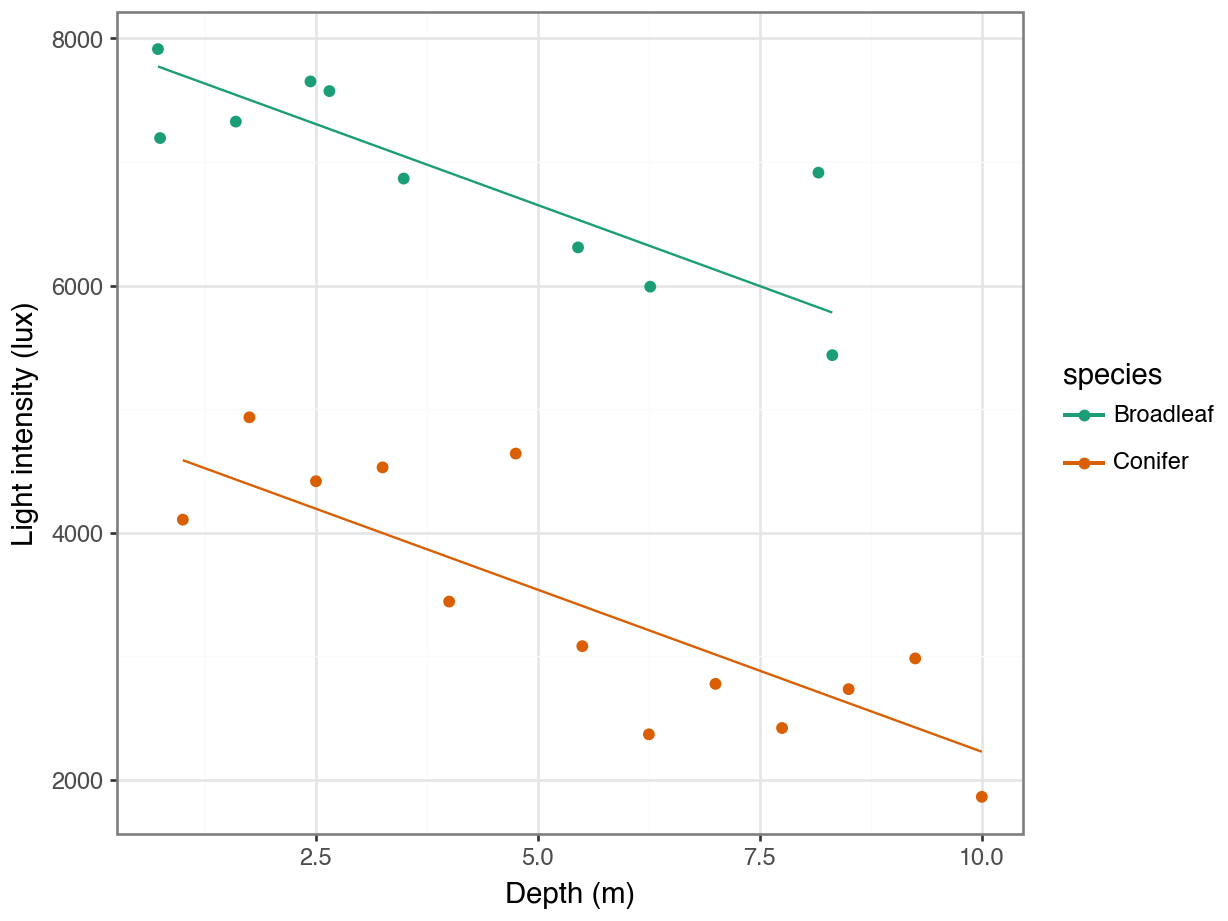 8000
6000
4000
2000
2.5
5.0
7.5
10.0
Depth (m)
Light intensity (lux)
species
Broadleaf
Conifer